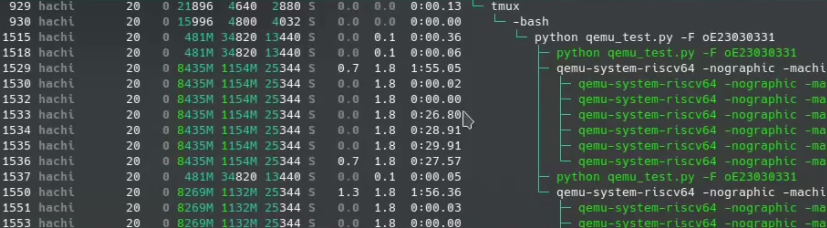 929 hachi 20 0 21896 4640 2880 S 0.0 0.0 0:00.13 └─ tmux
930 hachi 20 0 15996 4800 4032 S 0.0 0.0 0:00.00 └─ -bash
1515 hachi 20 0 481M 34820 13440 S 0.0 0.1 0:00.36 └─ python qemu_test.py -F oE23030331
1518 hachi 20 0 481M 34820 13440 S 0.0 0.1 0:00.06 ├─ python qemu_test.py -F oE23030331
1529 hachi 20 0 8435M 1154M 25344 S 0.7 1.8 1:55.05 ├─ qemu-system-riscv64 -nographic -machi
1530 hachi 20 0 8435M 1154M 25344 S 0.0 1.8 0:00.02 │ ├─ qemu-system-riscv64 -nographic -ma
1532 hachi 20 0 8435M 1154M 25344 S 0.0 1.8 0:00.00 │ ├─ qemu-system-riscv64 -nographic -ma
1533 hachi 20 0 8435M 1154M 25344 S 0.0 1.8 0:26.80 │ ├─ qemu-system-riscv64 -nographic -ma
1534 hachi 20 0 8435M 1154M 25344 S 0.0 1.8 0:28.91 │ ├─ qemu-system-riscv64 -nographic -ma
1535 hachi 20 0 8435M 1154M 25344 S 0.0 1.8 0:29.91 │ ├─ qemu-system-riscv64 -nographic -ma
1536 hachi 20 0 8435M 1154M 25344 S 0.7 1.8 0:27.57 │ └─ qemu-system-riscv64 -nographic -ma
1537 hachi 20 0 481M 34820 13440 S 0.0 0.1 0:00.05 ├─ python qemu_test.py -F oE23030331
1550 hachi 20 0 8269M 1132M 25344 S 1.3 1.8 1:56.36 └─ qemu-system-riscv64 -nographic -machi
1551 hachi 20 0 8269M 1132M 25344 S 0.0 1.8 0:00.03 ├─ qemu-system-riscv64 -nographic -ma
1553 hachi 20 0 8269M 1132M 25344 S 0.0 1.8 0:00.00 ├─ qemu-system-riscv64 -nographic -ma